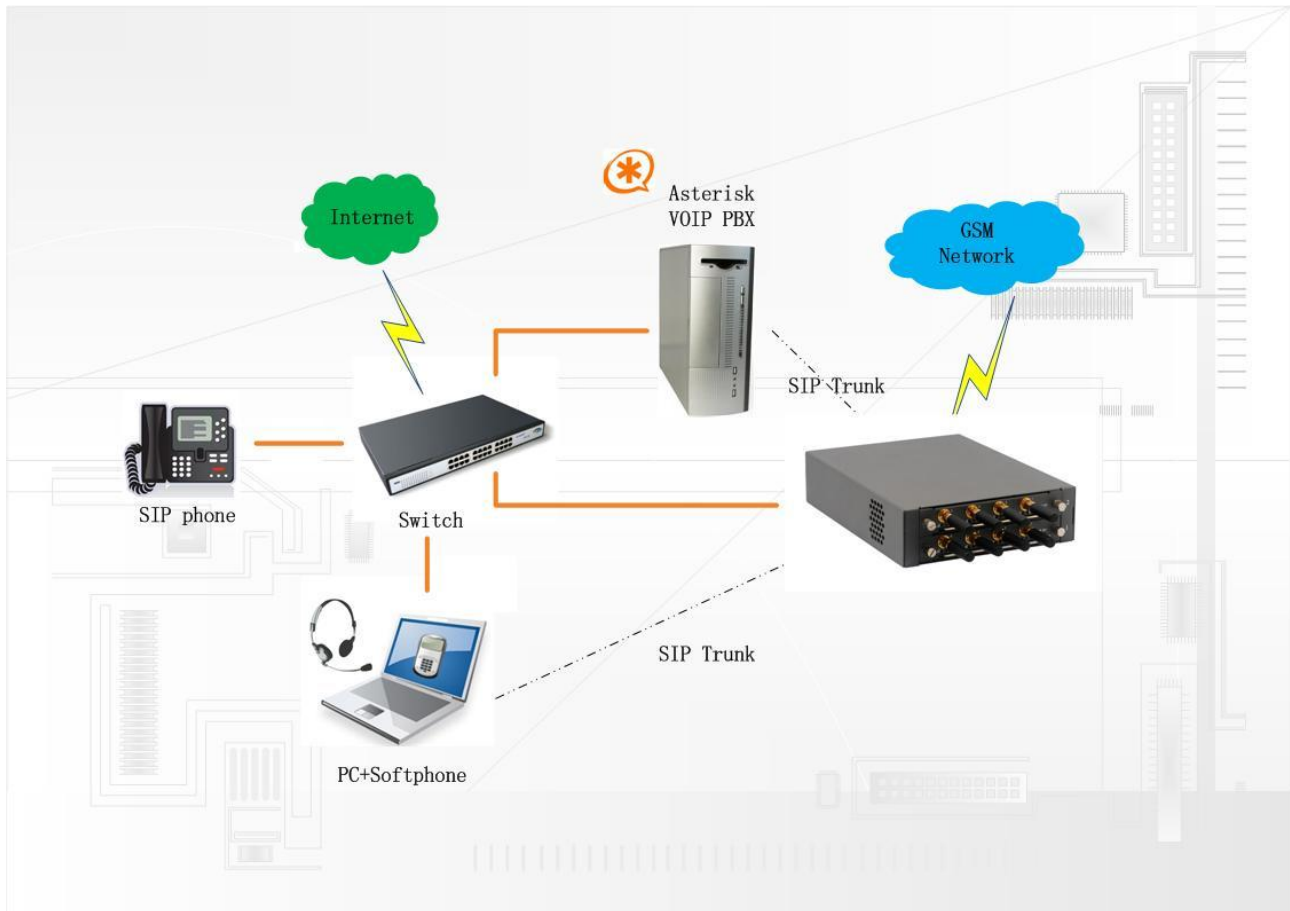 Internet
Asterisk
VOIP PBX
GSM
Network
SIP Trunk
SIP phone
Switch
SIP Trunk
PC+Softphone